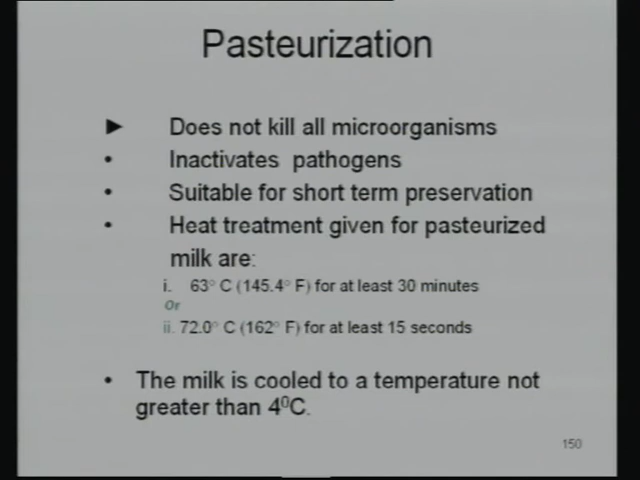 Pasteurization
► Does not kill all microorganisms
• Inactivates pathogens
• Suitable for short term preservation
• Heat treatment given for pasteurized
milk are:
i. 63° C (145.4° F) for at least 30 minutes
Or
ii. 72.0° C (162° F) for at least 15 seconds
• The milk is cooled to a temperature not
greater than 4⁰C.
150